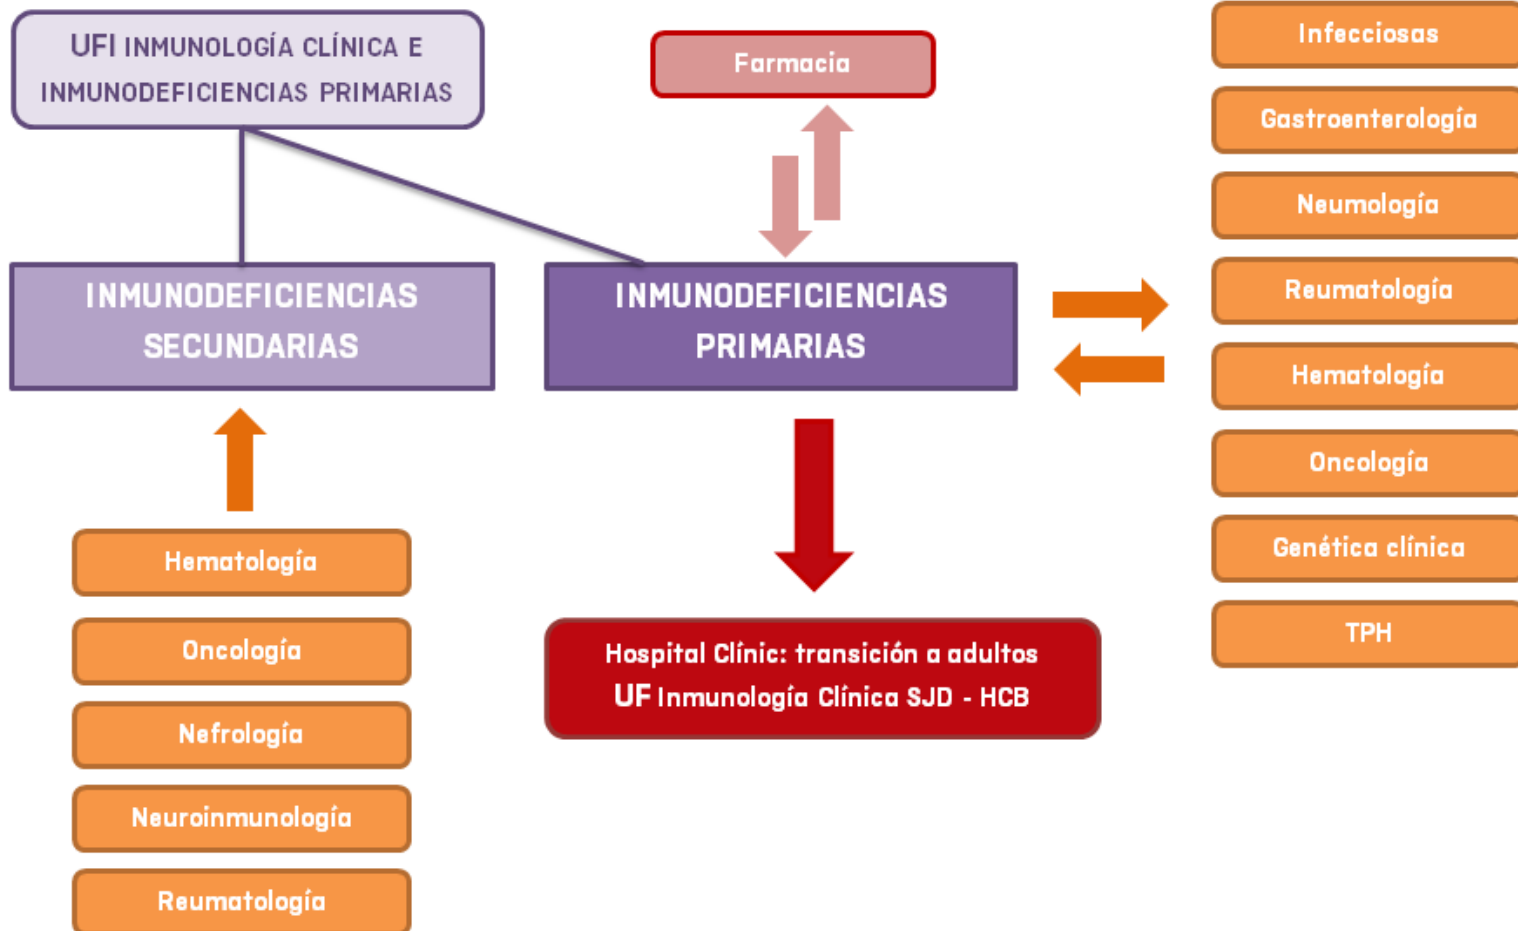 UFI INMUNOLOGÍA CLÍNICA E
INMUNODEFICIENCIAS PRIMARIAS
Farmacia
INMUNODEFICIENCIAS
SECUNDARIAS
INMUNODEFICIENCIAS
PRIMARIAS
Hematología
Oncología
Nefrología
Neuroinmunología
Reumatología
Hospital Clínic: transición a adultos
UF Inmunología Clínica SJD - HCB
Infecciosas
Gastroenterología
Neumología
Reumatología
Hematología
Oncología
Genética clínica
TPH